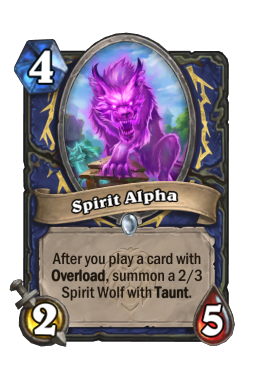 4
Spirit Alpha
After you play a card with
Overload, summon a 2/3
Spirit Wolf with Taunt.
2
5